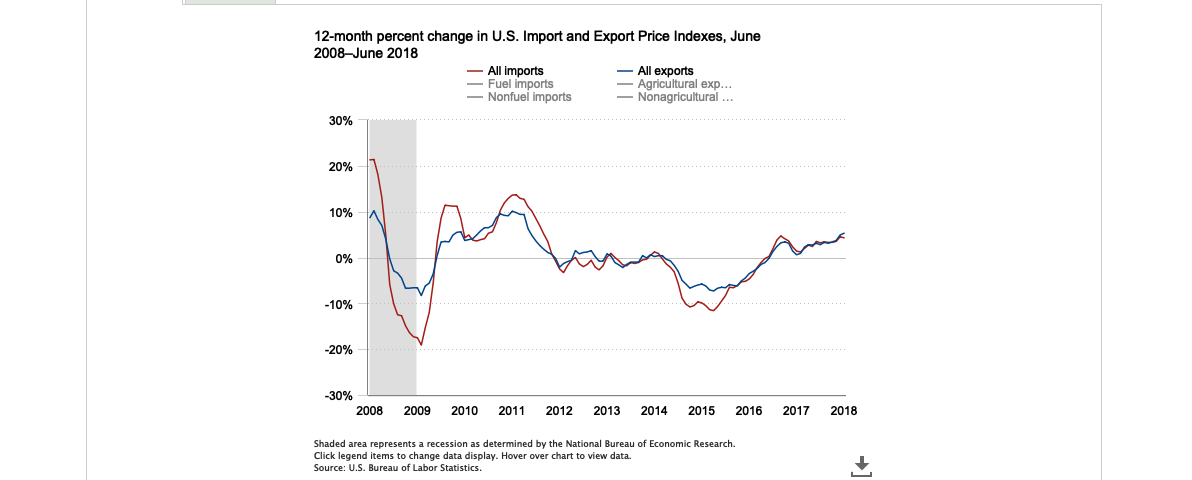 12-month percent change in U.S. Import and Export Price Indexes, June
2008–June 2018
All imports
Fuel imports
Nonfuel imports
All exports
Agricultural exp…
Nonagricultural …
30%
20%
10%
0%
-10%
-20%
-30%
2008 2009 2010 2011 2012 2013 2014 2015 2016 2017 2018
Shaded area represents a recession as determined by the National Bureau of Economic Research.
Click legend items to change data display. Hover over chart to view data.
Source: U.S. Bureau of Labor Statistics.